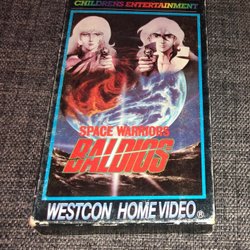 CHILDRENS ENTERTAINMENT
SPACE WARRIORS
BALDIOS
WESTCON HOME VIDEO®